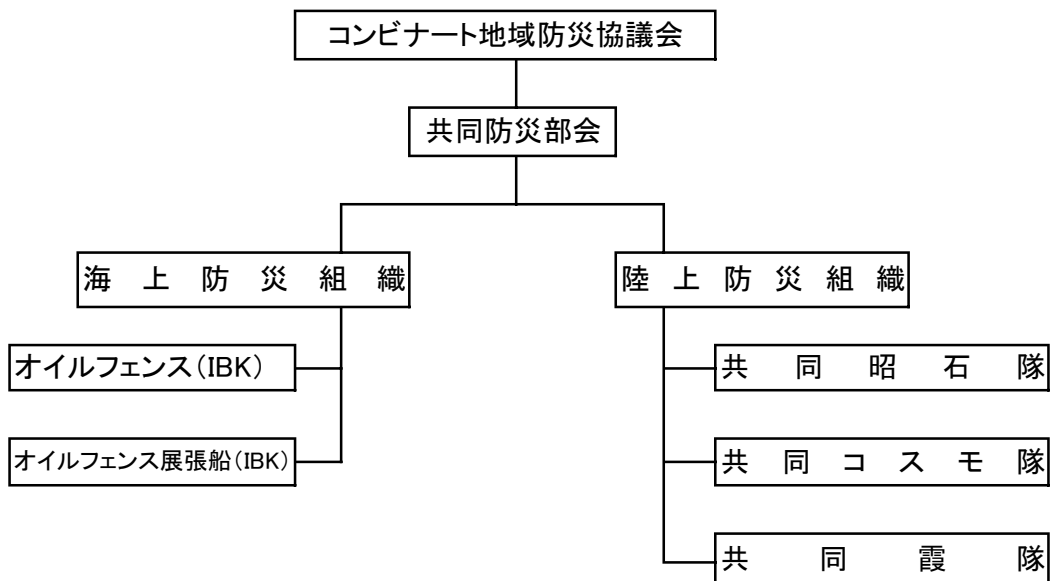 コンビナート地域防災協議会
共同防災部会
海上防災組織
陸上防災組織
オイルフェンス(IBK)
共同昭石隊
オイルフェンス展張船(IBK)
共同コスモ隊
共同霞隊